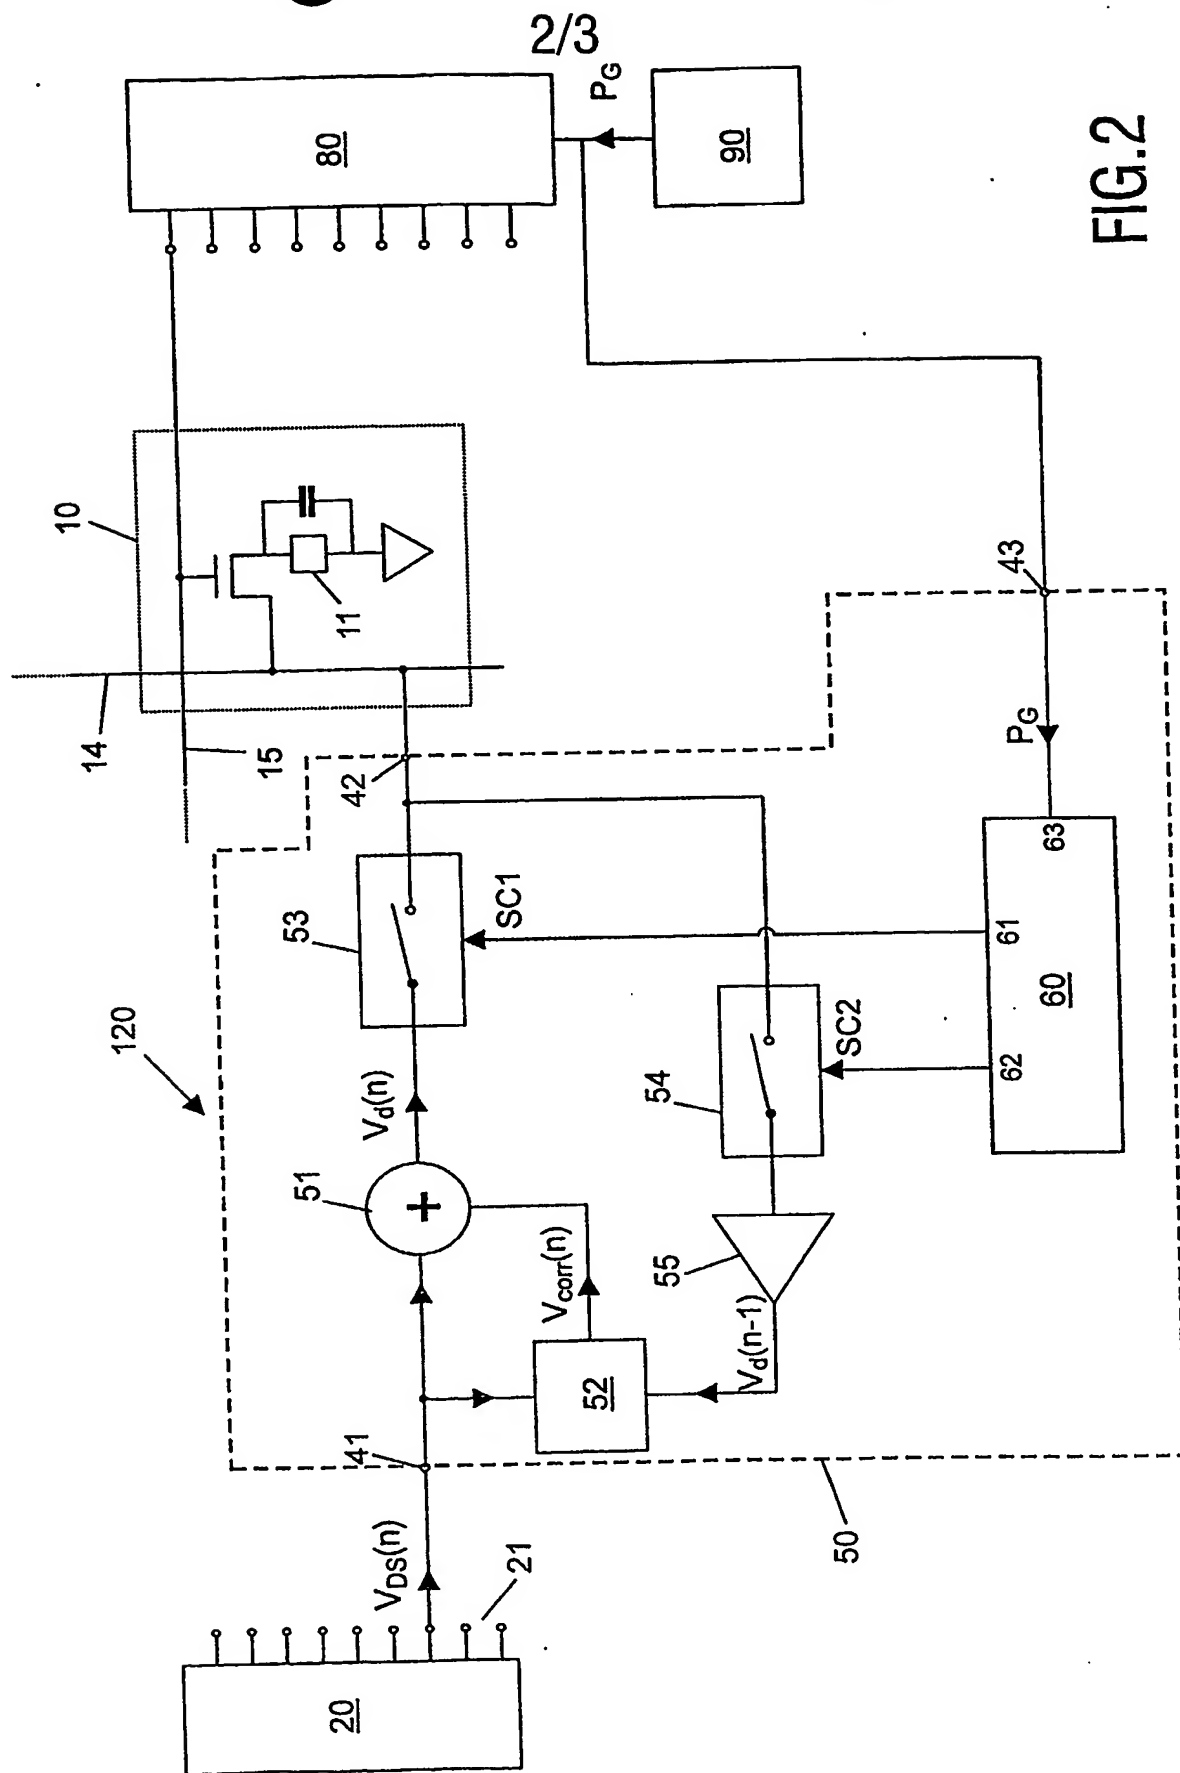 2/3
80
P_G
90
FIG.2
10
11
14
15
42
43
P_G
63
61
60
62
53
SC1
120
54
SC2
V_d(n)
51
55
V_corr(n)
V_d(n-1)
52
41
50
V_DS(n)
21
20